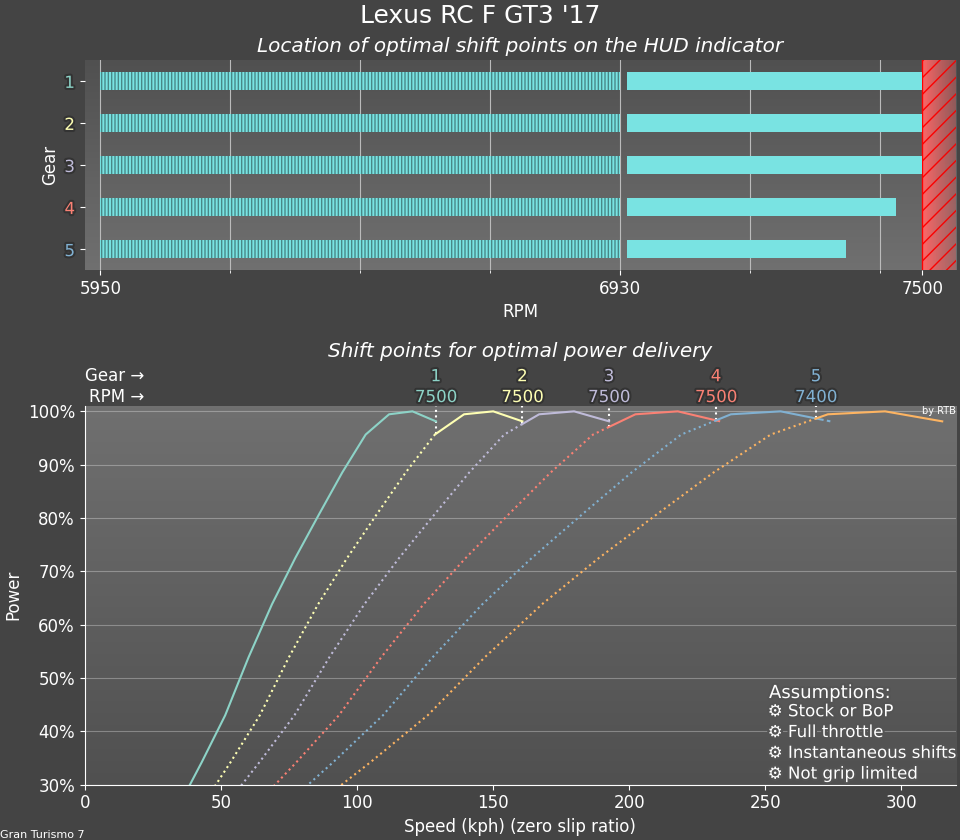 Lexus RC F GT3 '17
Location of optimal shift points on the HUD indicator
Gear
1
2
3
4
5
5950 6930 7500
RPM
Shift points for optimal power delivery
Gear → 1 2 3 4 5
RPM → 7500 7500 7500 7500 7400
by RTB
Power
100%
90%
80%
70%
60%
50%
40%
30%
Assumptions:
⚙ Stock or BoP
⚙ Full throttle
⚙ Instantaneous shifts
⚙ Not grip limited
0 50 100 150 200 250 300
Speed (kph) (zero slip ratio)
Gran Turismo 7